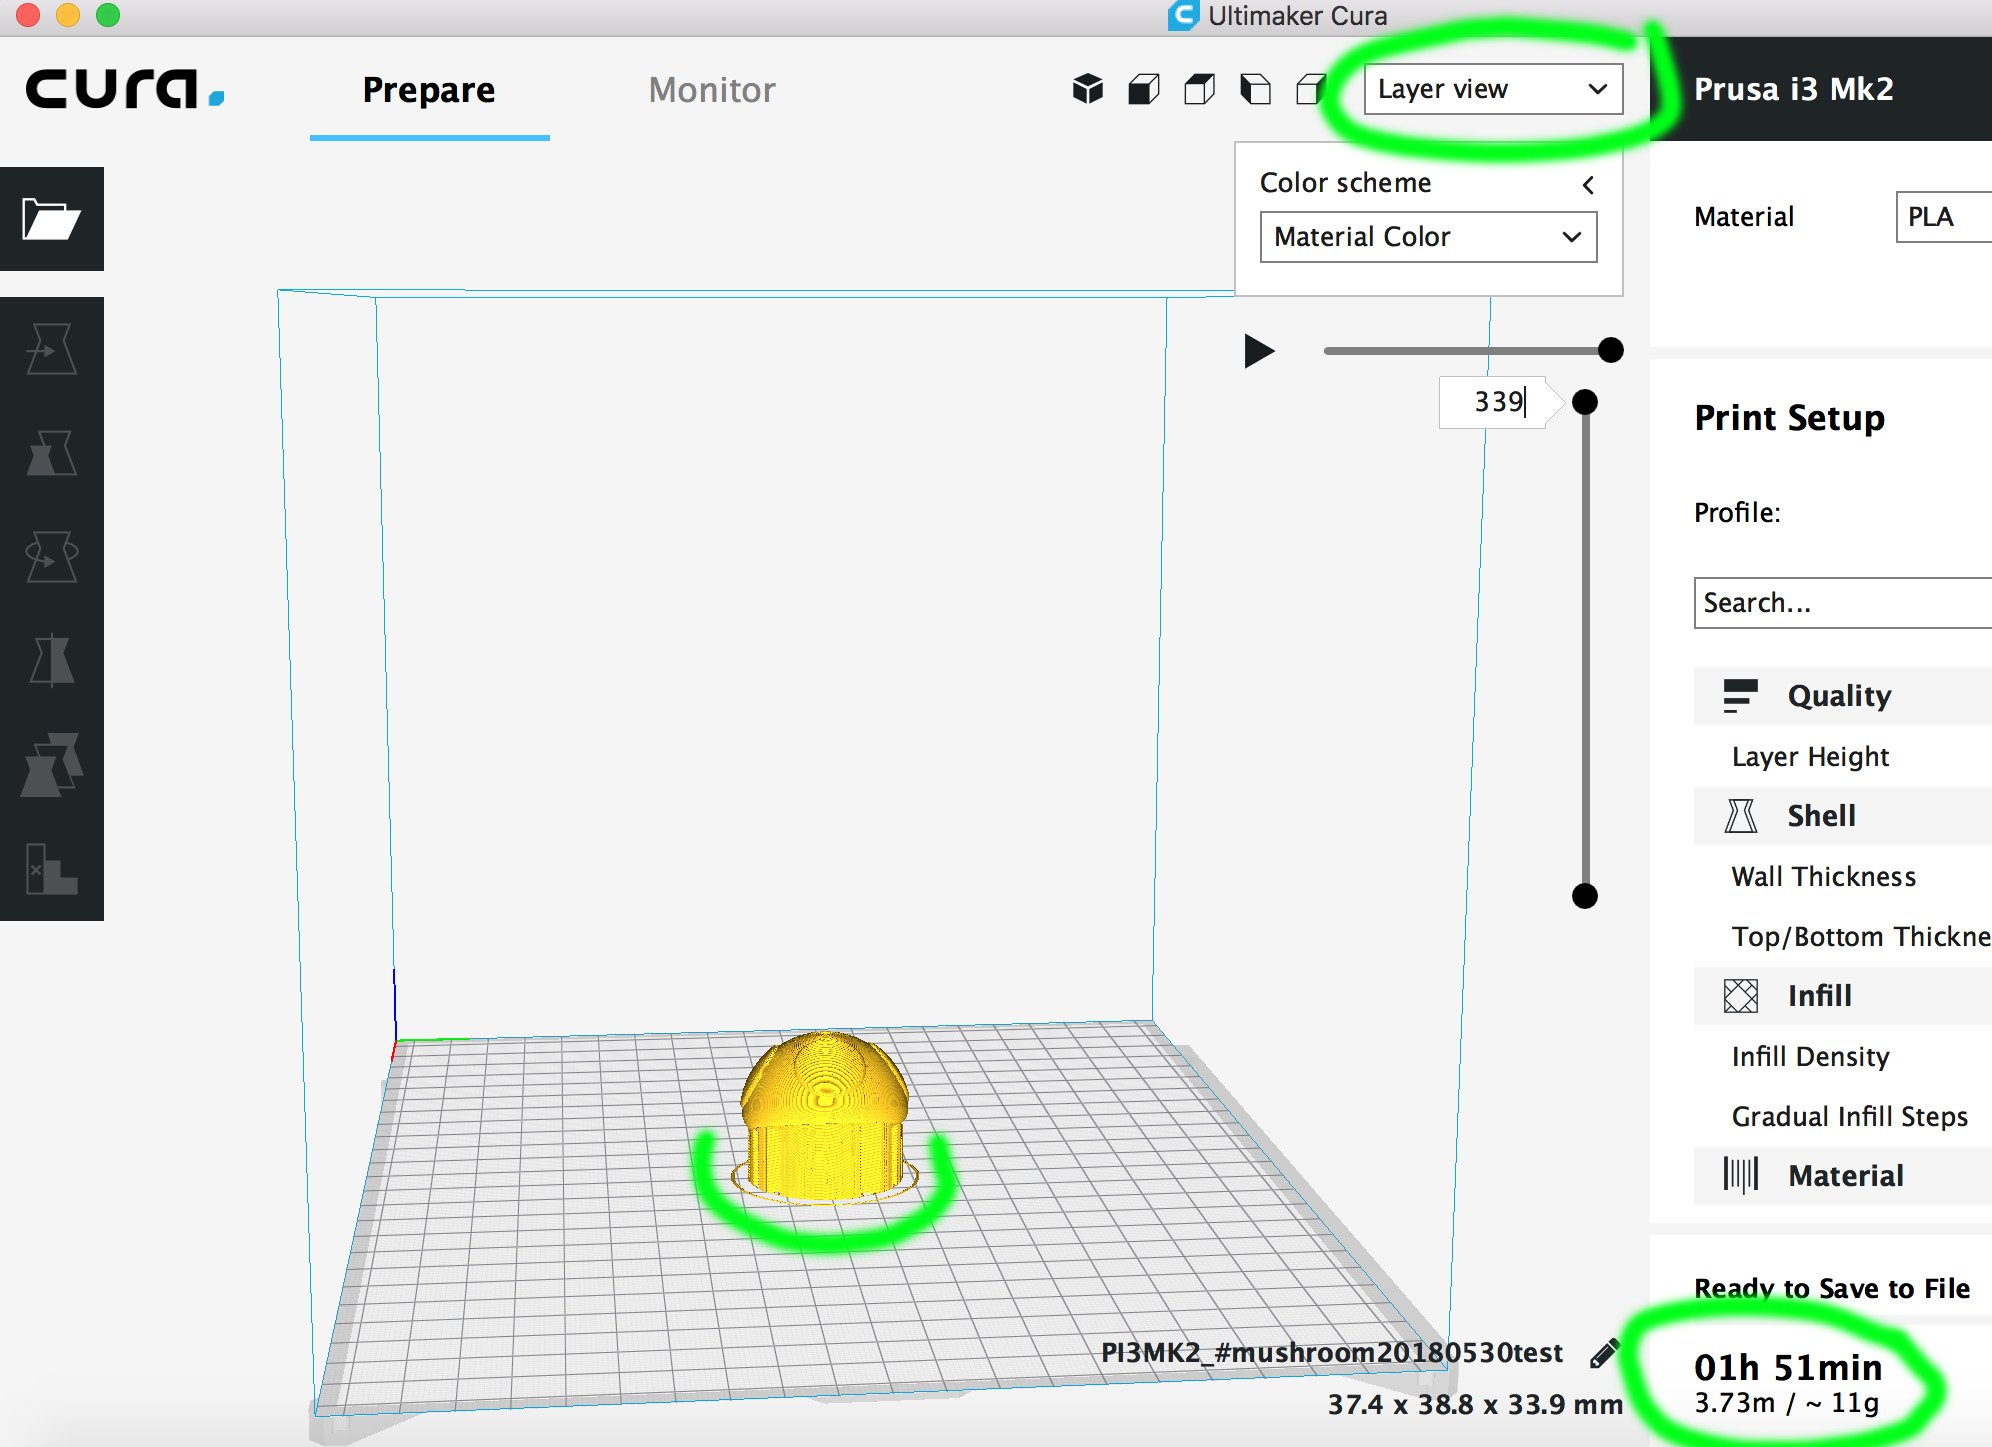 Ultimaker Cura
cura.
Prepare
Monitor
Layer view
Prusa i3 Mk2
Color scheme
Material Color
Material
PLA
339
Print Setup
Profile:
Search...
Quality
Layer Height
Shell
Wall Thickness
Top/Bottom Thickne
Infill
Infill Density
Gradual Infill Steps
Material
Ready to Save to File
PI3MK2_#mushroom20180530test
01h 51min
37.4 x 38.8 x 33.9 mm
3.73m / ~ 11g